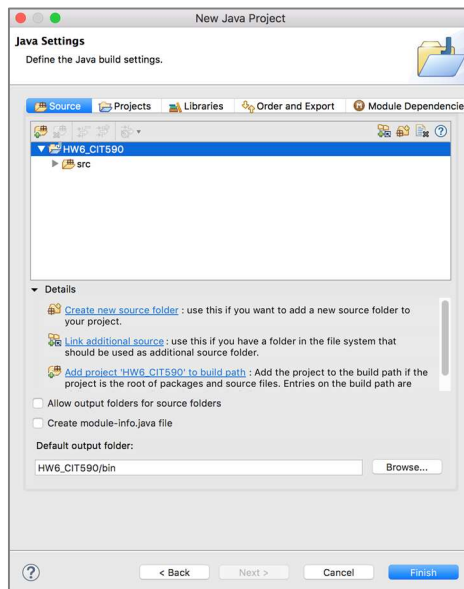 New Java Project
Java Settings
Define the Java build settings.
Source Projects Libraries Order and Export Module Dependencie
HW6_CIT590
src
Details
Create new source folder : use this if you want to add a new source folder to
your project.
Link additional source : use this if you have a folder in the file system that
should be used as additional source folder.
Add project 'HW6_CIT590' to build path : Add the project to the build path if the
project is the root of packages and source files. Entries on the build path are
Allow output folders for source folders
Create module-info.java file
Default output folder:
HW6_CIT590/bin
Browse...
? < Back Next > Cancel Finish